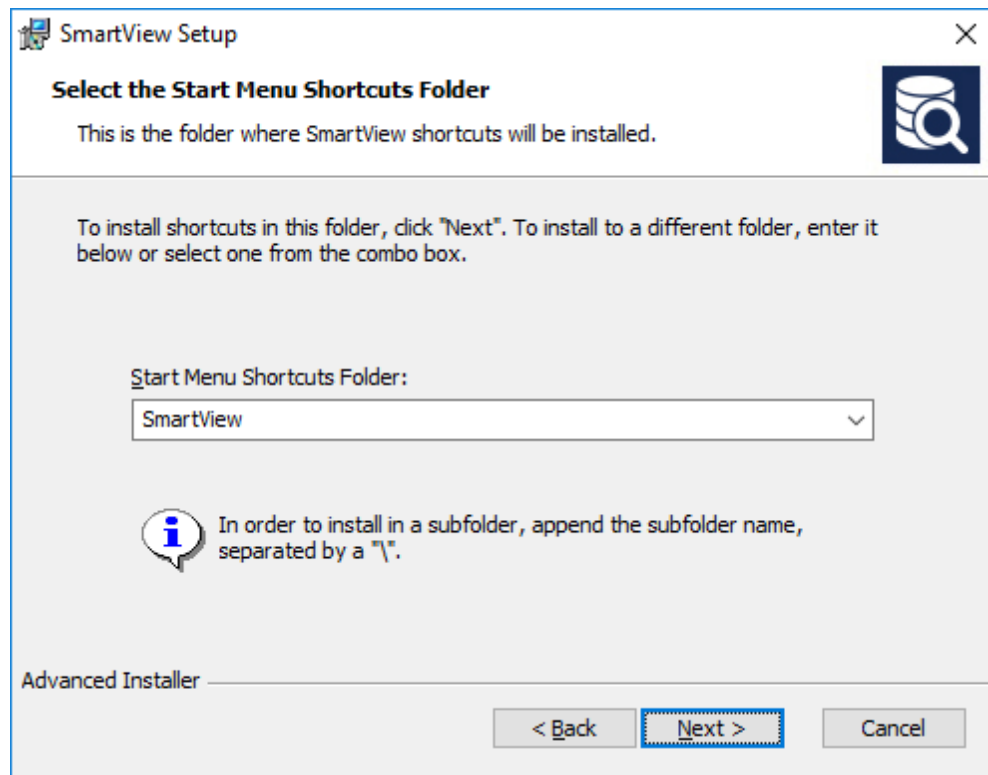 SmartView Setup
Select the Start Menu Shortcuts Folder
This is the folder where SmartView shortcuts will be installed.
To install shortcuts in this folder, click "Next". To install to a different folder, enter it
below or select one from the combo box.
Start Menu Shortcuts Folder:
SmartView
In order to install in a subfolder, append the subfolder name,
separated by a "\".
Advanced Installer
< Back Next > Cancel